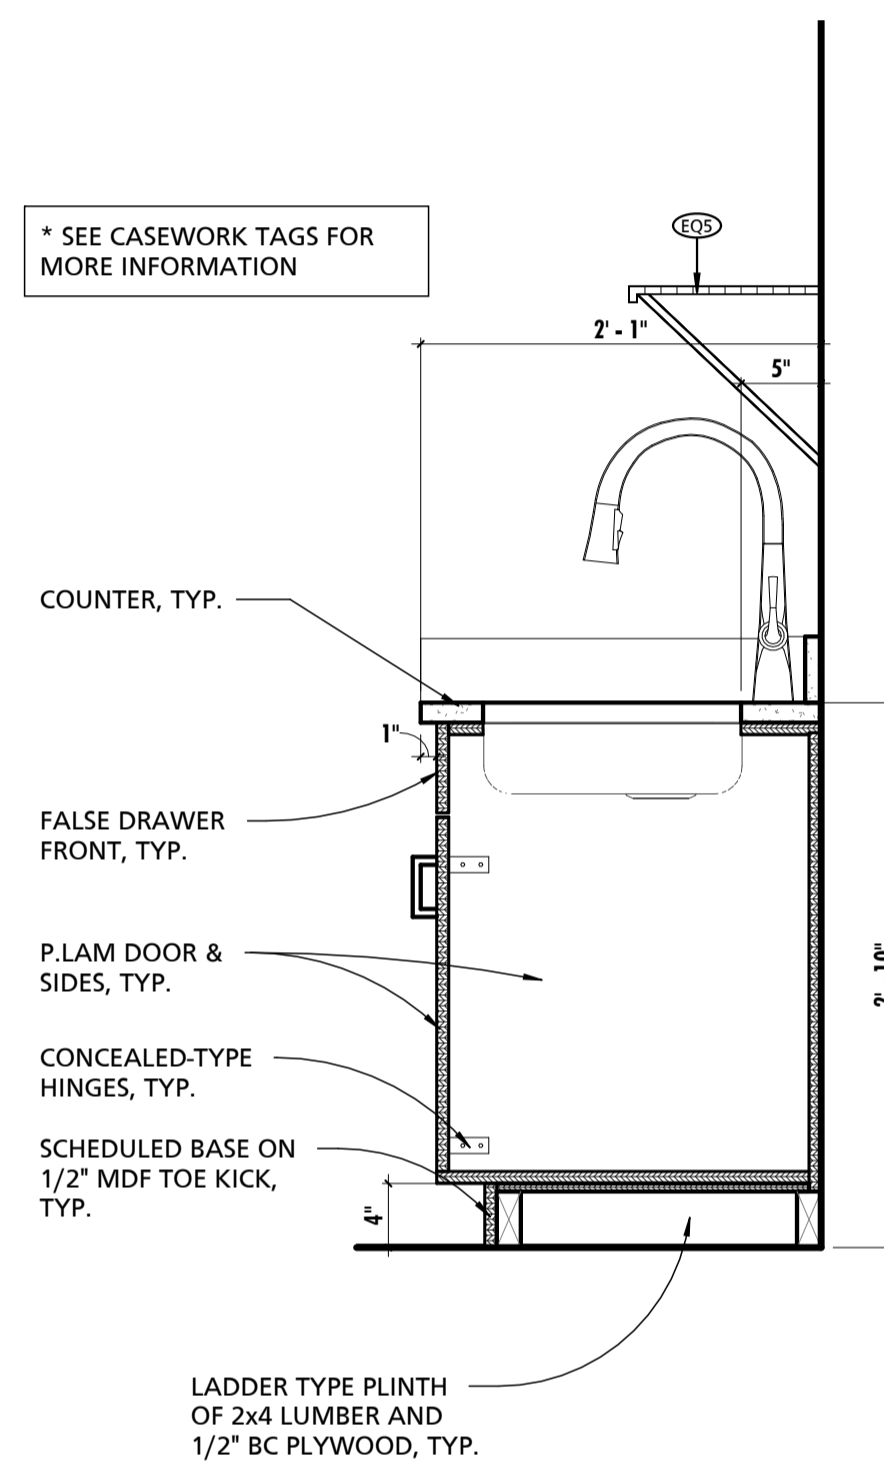 * SEE CASEWORK TAGS FOR
MORE INFORMATION
EQ5
2' - 1"
5"
COUNTER, TYP.
1"
FALSE DRAWER
FRONT, TYP.
P.LAM DOOR &
SIDES, TYP.
2' - 10"
CONCEALED-TYPE
HINGES, TYP.
SCHEDULED BASE ON
1/2" MDF TOE KICK,
TYP.
4"
LADDER TYPE PLINTH
OF 2x4 LUMBER AND
1/2" BC PLYWOOD, TYP.